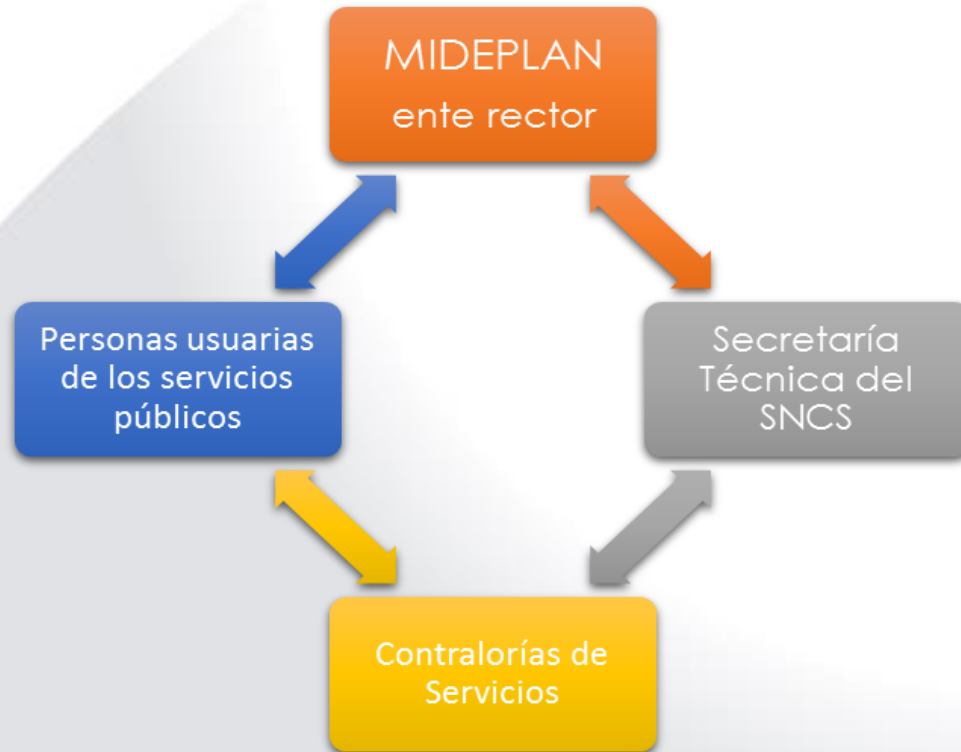 MIDEPLAN
ente rector
Personas usuarias
de los servicios
públicos
Secretaría
Técnica del
SNCS
Contralorías de
Servicios